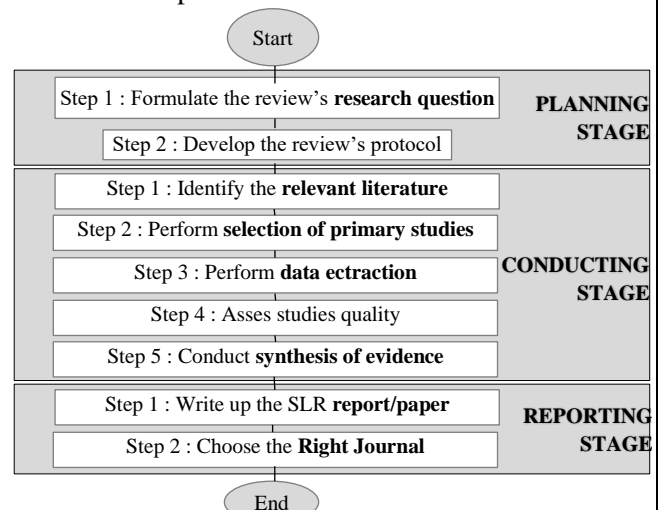 Start
Step 1 : Formulate the review's research question
PLANNING
STAGE
Step 2 : Develop the review's protocol
Step 1 : Identify the relevant literature
Step 2 : Perform selection of primary studies
Step 3 : Perform data ectraction
CONDUCTING
STAGE
Step 4 : Asses studies quality
Step 5 : Conduct synthesis of evidence
Step 1 : Write up the SLR report/paper
REPORTING
STAGE
Step 2 : Choose the Right Journal
End